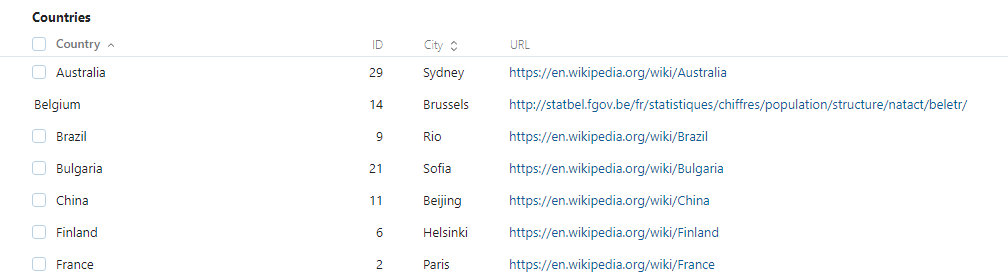 Countries
Country ID City URL
Australia 29 Sydney https://en.wikipedia.org/wiki/Australia
Belgium 14 Brussels http://statbel.fgov.be/fr/statistiques/chiffres/population/structure/natact/beletr/
Brazil 9 Rio https://en.wikipedia.org/wiki/Brazil
Bulgaria 21 Sofia https://en.wikipedia.org/wiki/Bulgaria
China 11 Beijing https://en.wikipedia.org/wiki/China
Finland 6 Helsinki https://en.wikipedia.org/wiki/Finland
France 2 Paris https://en.wikipedia.org/wiki/France